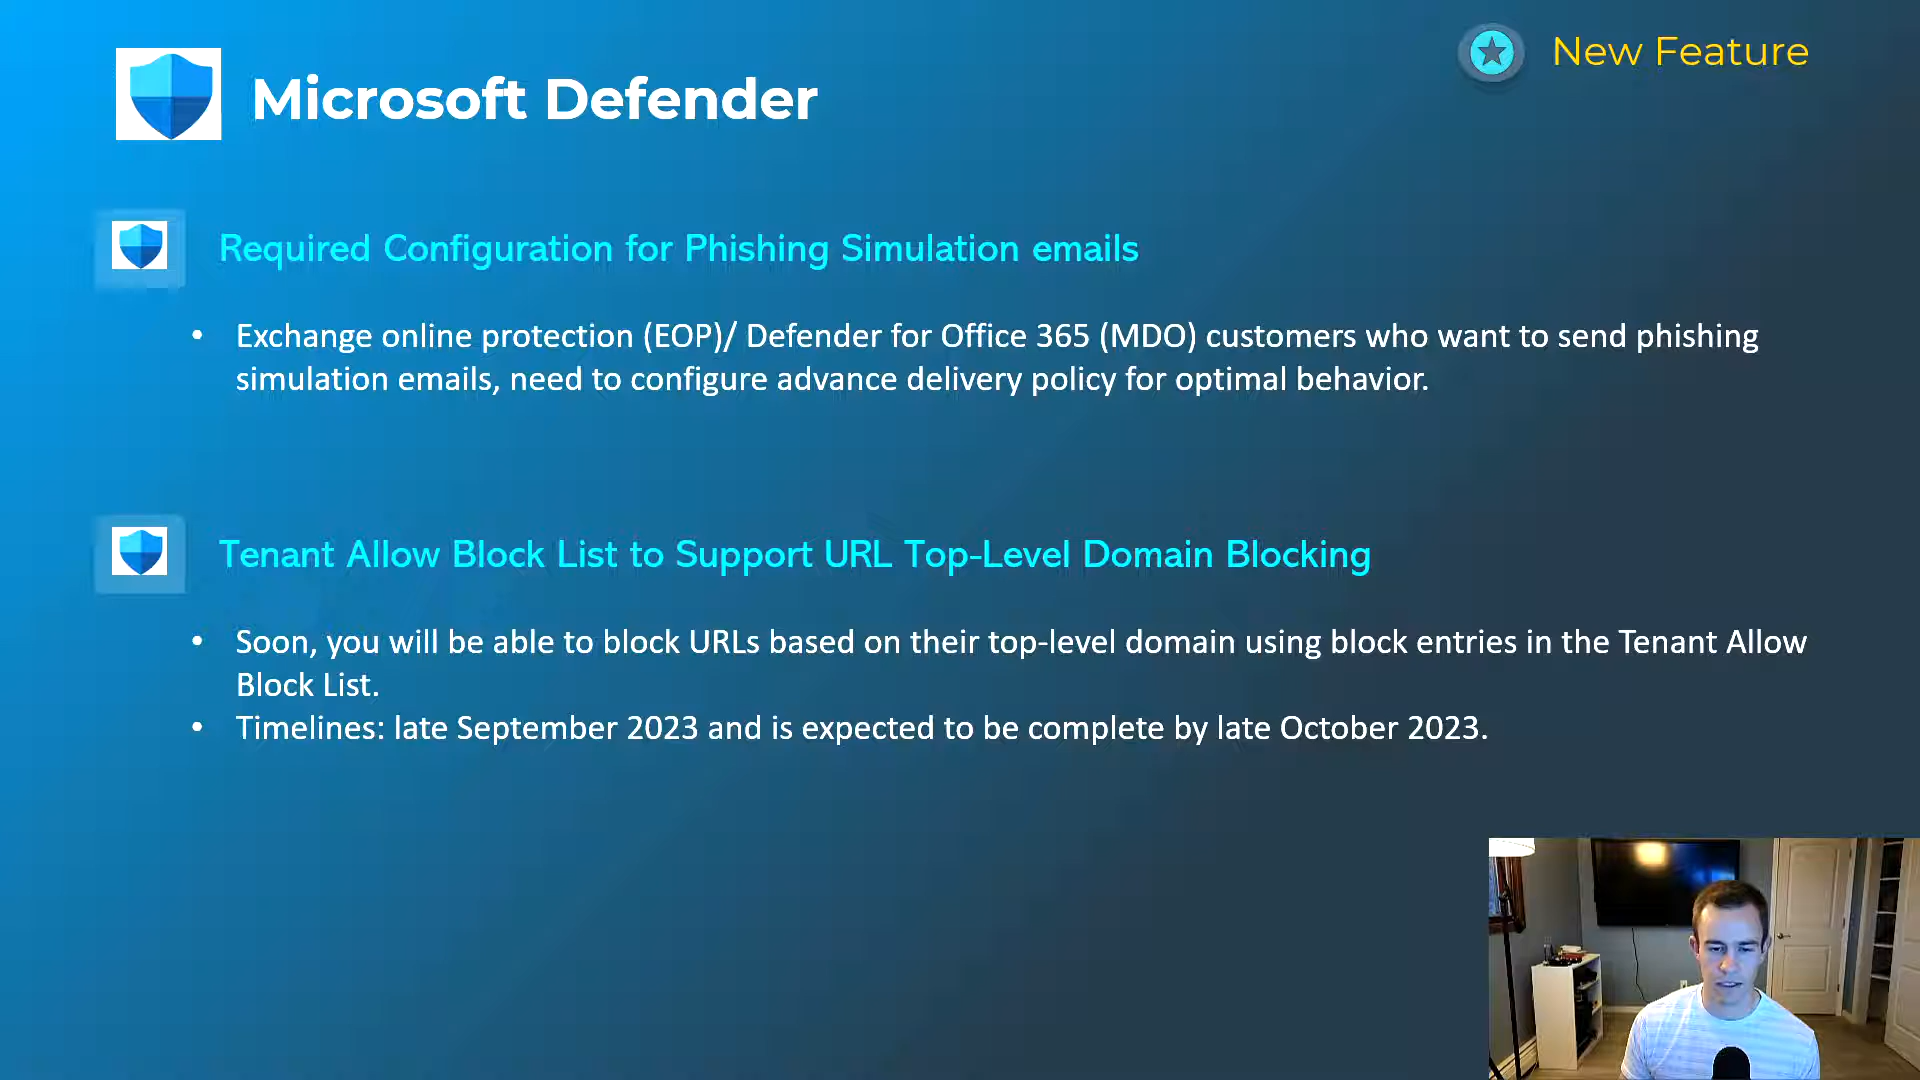 New Feature
Microsoft Defender
Required Configuration for Phishing Simulation emails
• Exchange online protection (EOP)/ Defender for Office 365 (MDO) customers who want to send phishing
simulation emails, need to configure advance delivery policy for optimal behavior.
Tenant Allow Block List to Support URL Top-Level Domain Blocking
• Soon, you will be able to block URLs based on their top-level domain using block entries in the Tenant Allow
Block List.
• Timelines: late September 2023 and is expected to be complete by late October 2023.